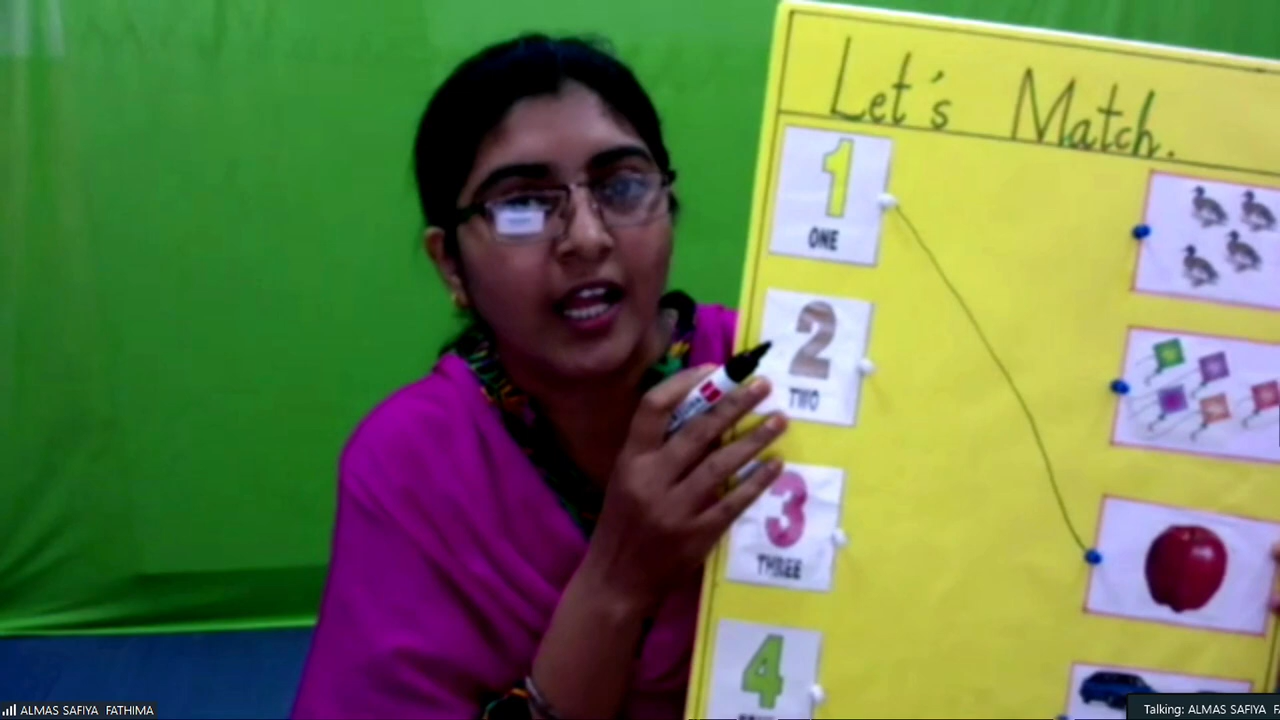 Let's Match.
1
ONE
2
TWO
3
THREE
4
ALMAS SAFIYA FATHIMA
Talking: ALMAS SAFIYA